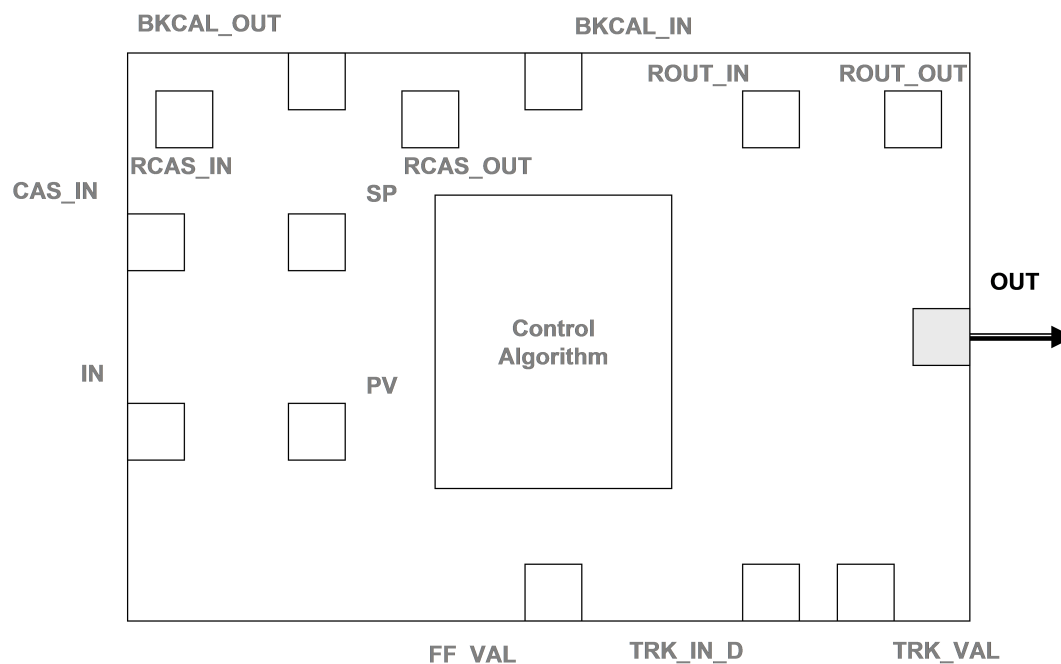 BKCAL_OUT
BKCAL_IN
ROUT_IN
ROUT_OUT
RCAS_IN
RCAS_OUT
CAS_IN
SP
OUT
Control
Algorithm
IN
PV
FF_VAL
TRK_IN_D
TRK_VAL